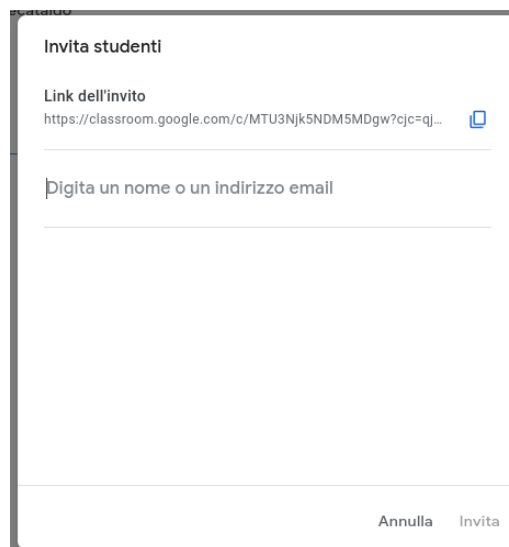 ecataldo
Invita studenti
Link dell'invito
https://classroom.google.com/c/MTU3Njk5NDM5MDgw?cjc=qj...
Digita un nome o un indirizzo email
Annulla Invita